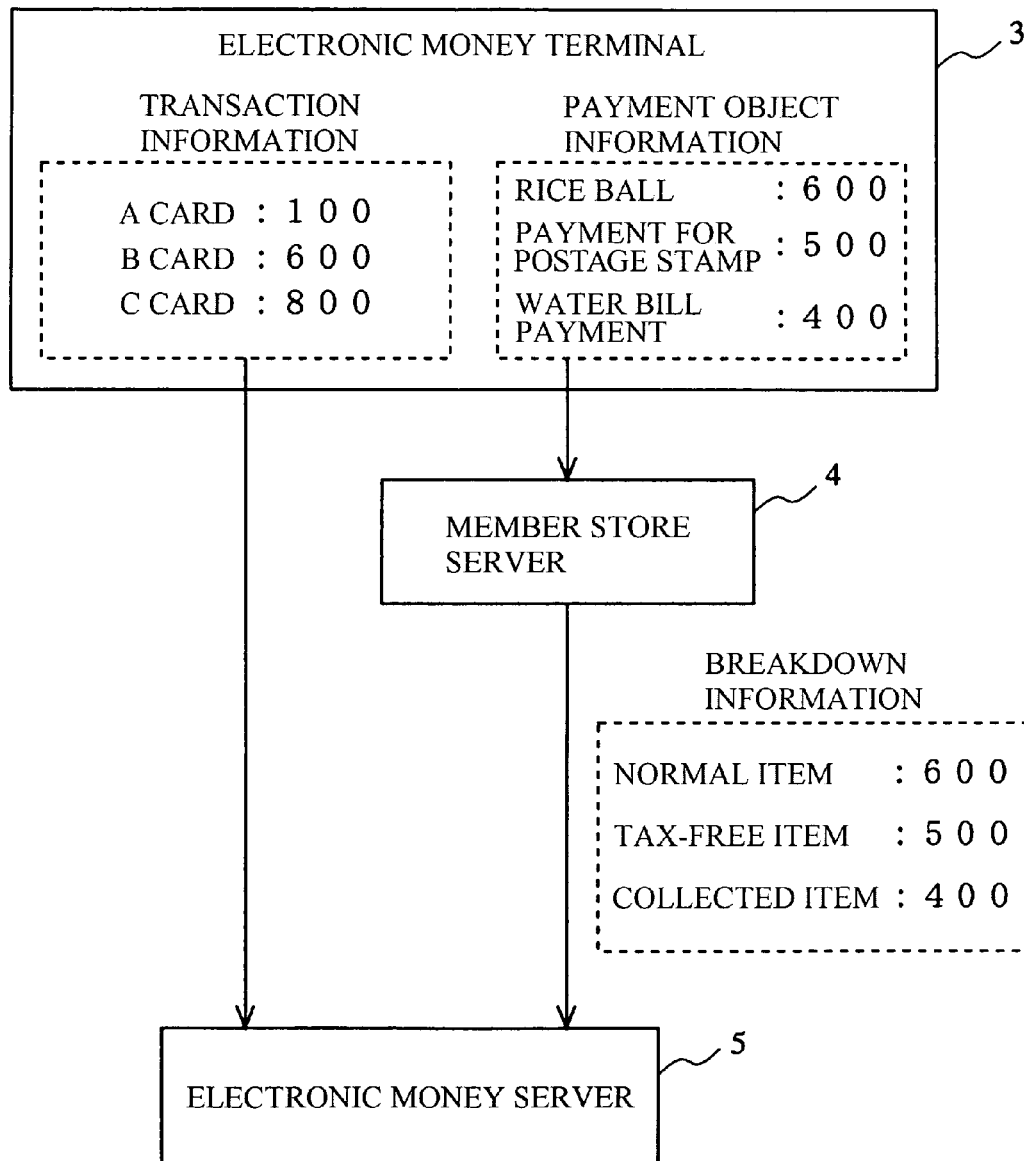 ELECTRONIC MONEY TERMINAL
3
TRANSACTION
INFORMATION
A CARD : 1 0 0
B CARD : 6 0 0
C CARD : 8 0 0
PAYMENT OBJECT
INFORMATION
RICE BALL : 6 0 0
PAYMENT FOR
POSTAGE STAMP : 5 0 0
WATER BILL
PAYMENT : 4 0 0
4
MEMBER STORE
SERVER
BREAKDOWN
INFORMATION
NORMAL ITEM : 6 0 0
TAX-FREE ITEM : 5 0 0
COLLECTED ITEM : 4 0 0
5
ELECTRONIC MONEY SERVER